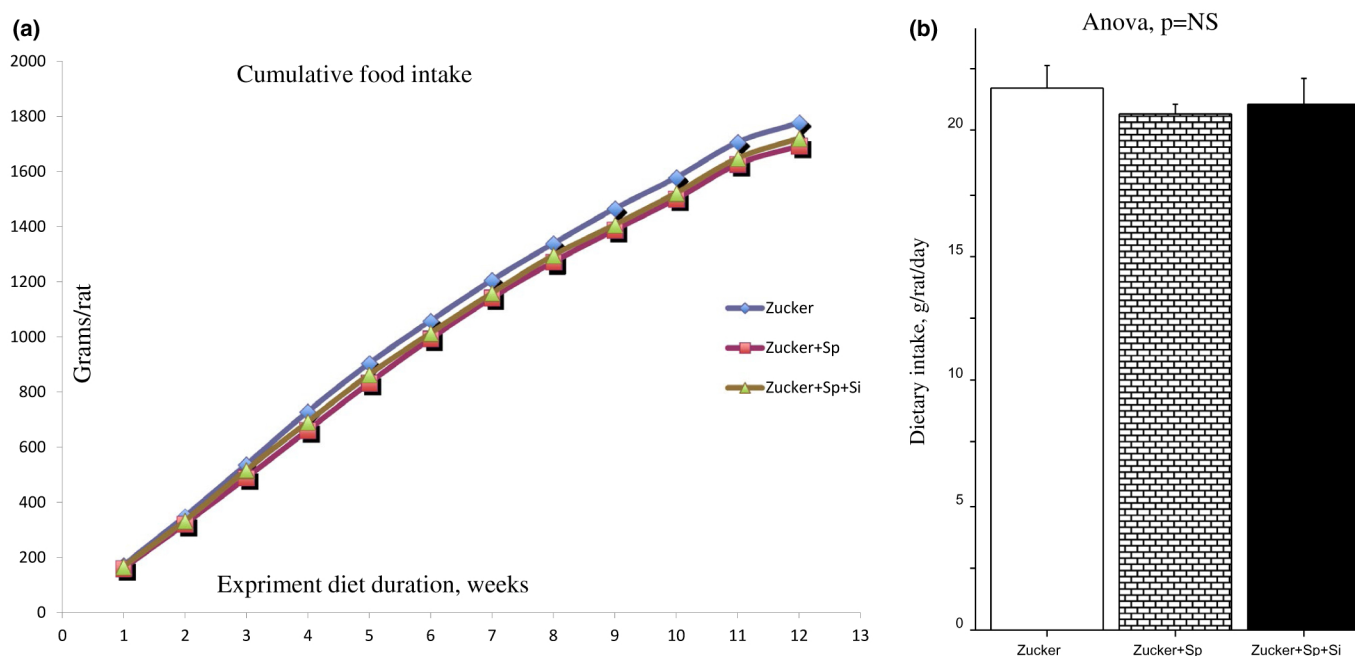 (a)
Cumulative food intake
2000
1800
1600
1400
1200
1000
800
600
400
200
0
Grams/rat
Zucker
Zucker+Sp
Zucker+Sp+Si
Expriment diet duration, weeks
0 1 2 3 4 5 6 7 8 9 10 11 12 13
(b)
Anova, p=NS
20
15
10
5
0
Dietary intake, g/rat/day
Zucker Zucker+Sp Zucker+Sp+Si